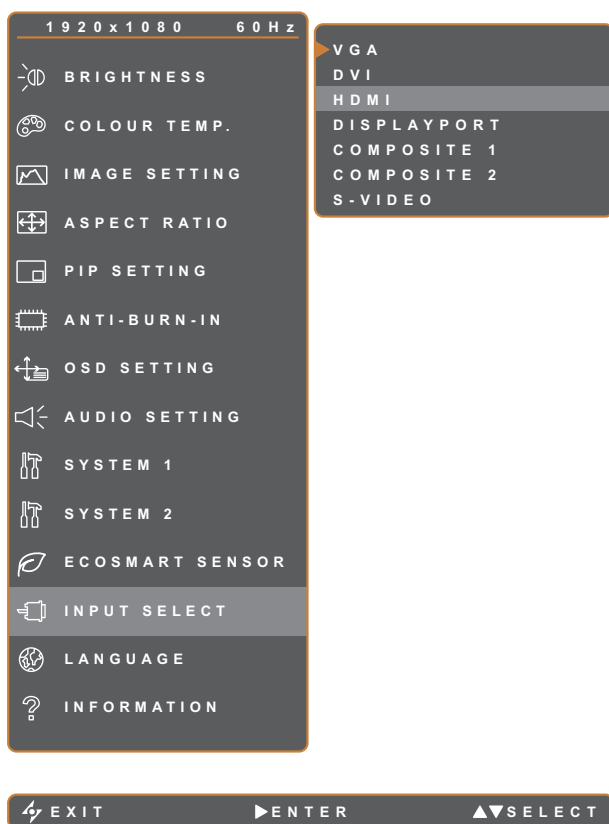 1920x1080 60Hz
BRIGHTNESS
COLOUR TEMP.
IMAGE SETTING
ASPECT RATIO
PIP SETTING
ANTI-BURN-IN
OSD SETTING
AUDIO SETTING
SYSTEM 1
SYSTEM 2
ECOSMART SENSOR
INPUT SELECT
LANGUAGE
INFORMATION
VGA
DVI
HDMI
DISPLAYPORT
COMPOSITE 1
COMPOSITE 2
S-VIDEO
EXIT ENTER SELECT